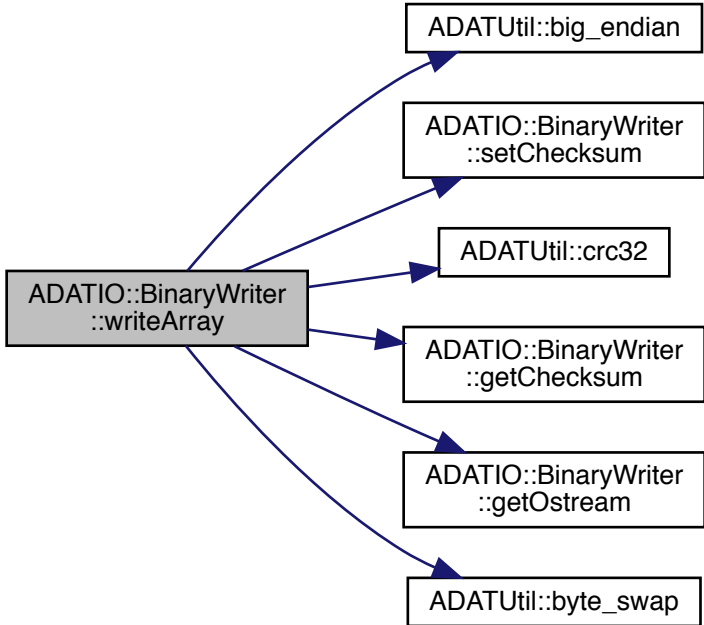 ADATUtil::big_endian
ADATIO::BinaryWriter
::setChecksum
ADATUtil::crc32
ADATIO::BinaryWriter
::writeArray
ADATIO::BinaryWriter
::getChecksum
ADATIO::BinaryWriter
::getOstream
ADATUtil::byte_swap